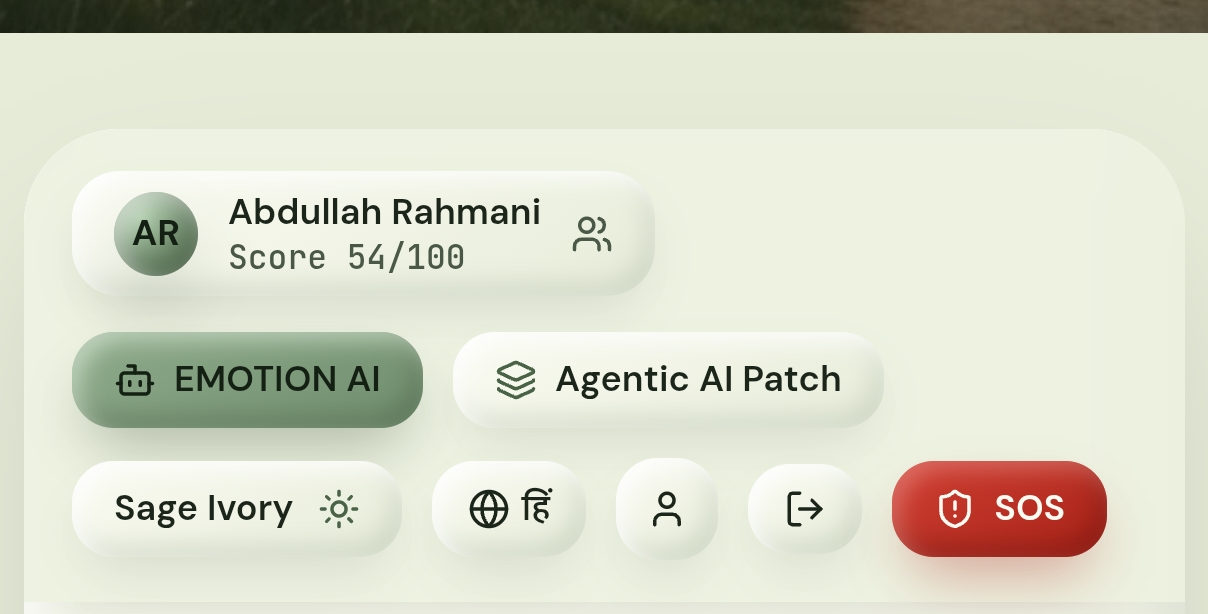 AR
Abdullah Rahmani
Score 54/100
EMOTION AI
Agentic AI Patch
Sage Ivory
हिं
SOS